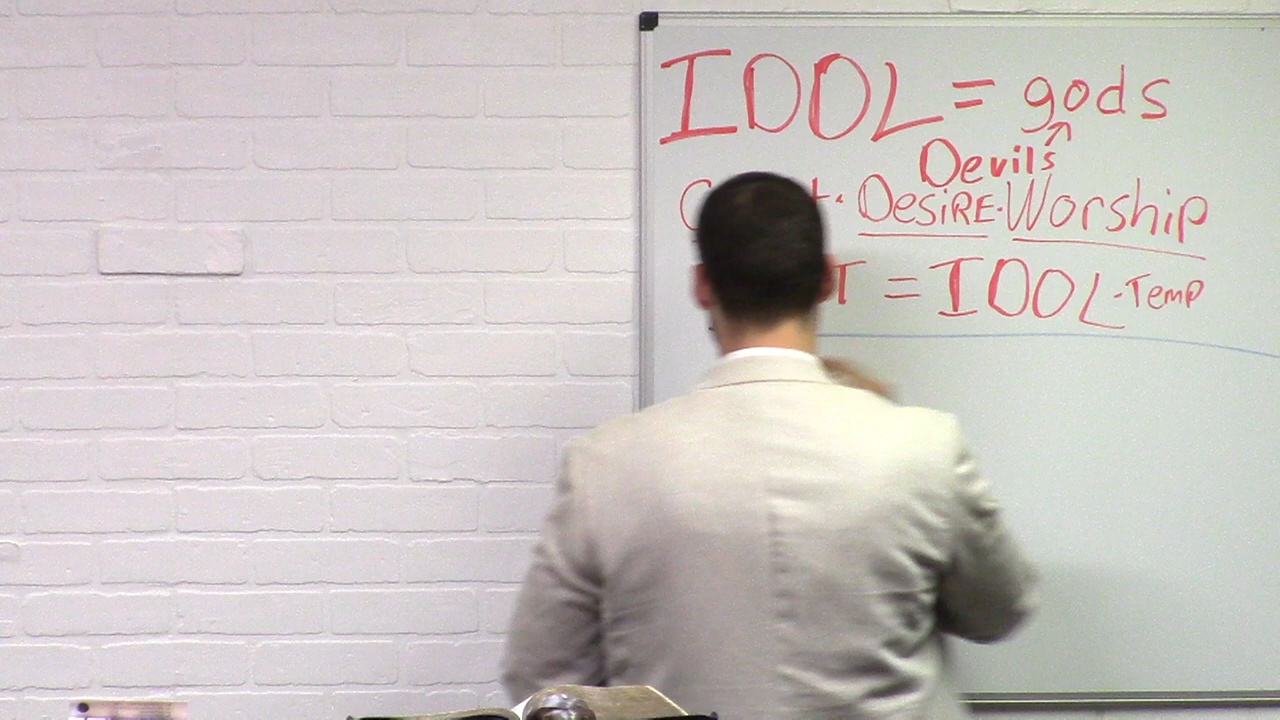 IDOL = gods
Devils
Desire · Worship
T = IDOL - Temp